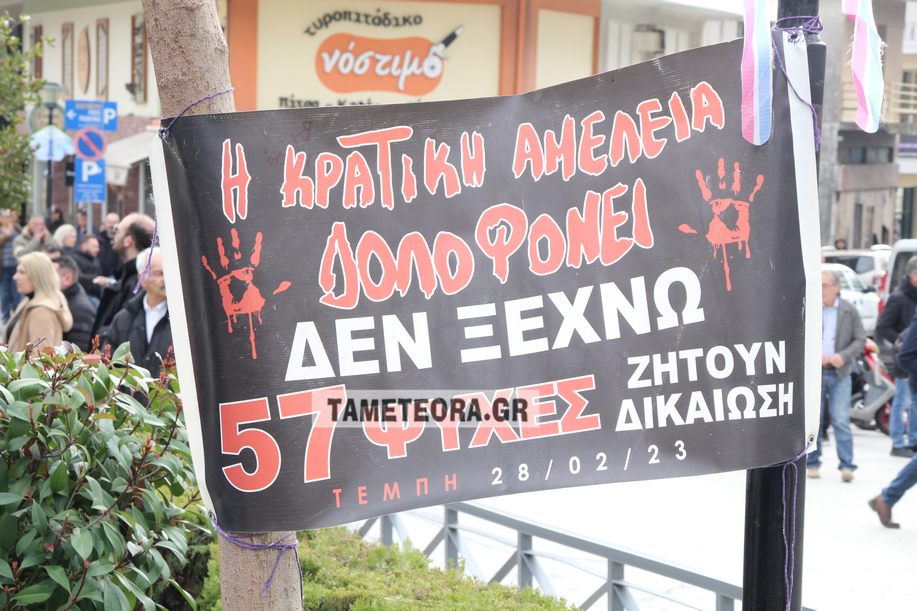 τυροπιτάδικο
νόστιμο
Η ΚΡΑΤΙΚΗ ΑΜΕΛΕΙΑ
ΔΟΛΟΦΟΝΕΙ
ΔΕΝ ΞΕΧΝΩ
57 ΨΥΧΕΣ
ΖΗΤΟΥΝ
ΔΙΚΑΙΩΣΗ
TAMETEORA.GR
ΤΕΜΠΗ 28/02/23
P
P